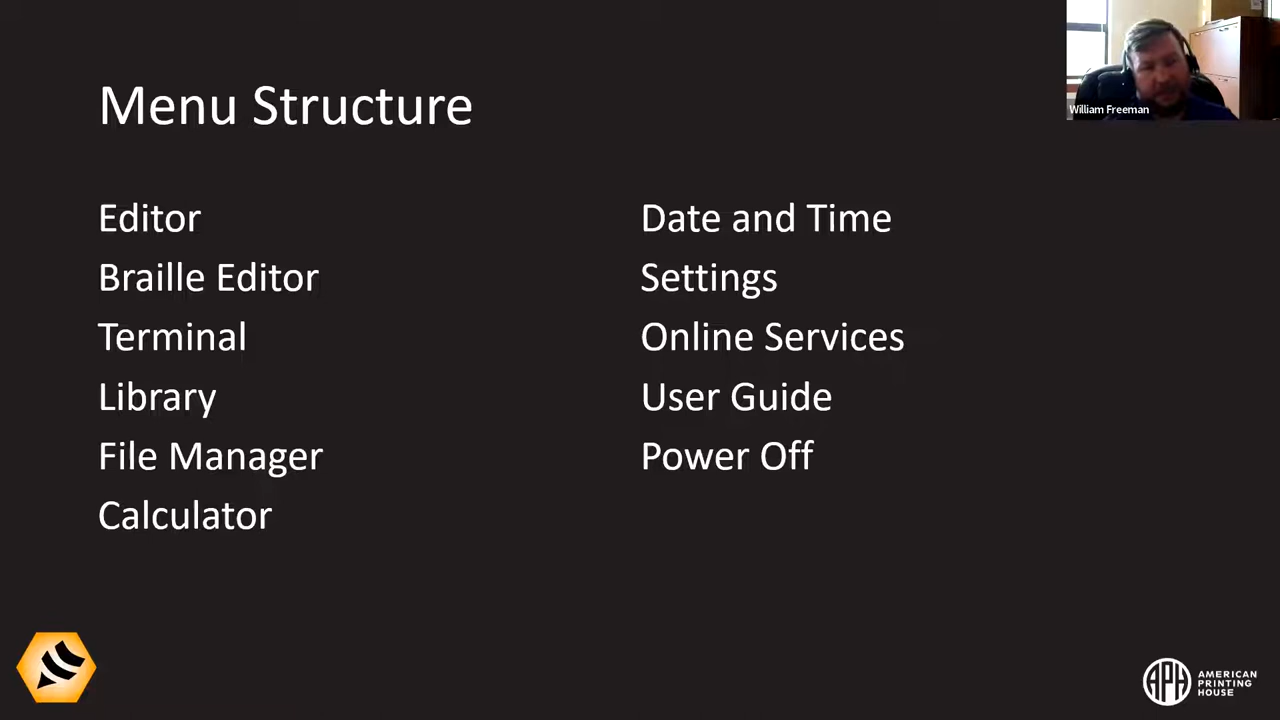 William Freeman
Menu Structure
Editor
Braille Editor
Terminal
Library
File Manager
Calculator
Date and Time
Settings
Online Services
User Guide
Power Off
APH
AMERICAN
PRINTING
HOUSE